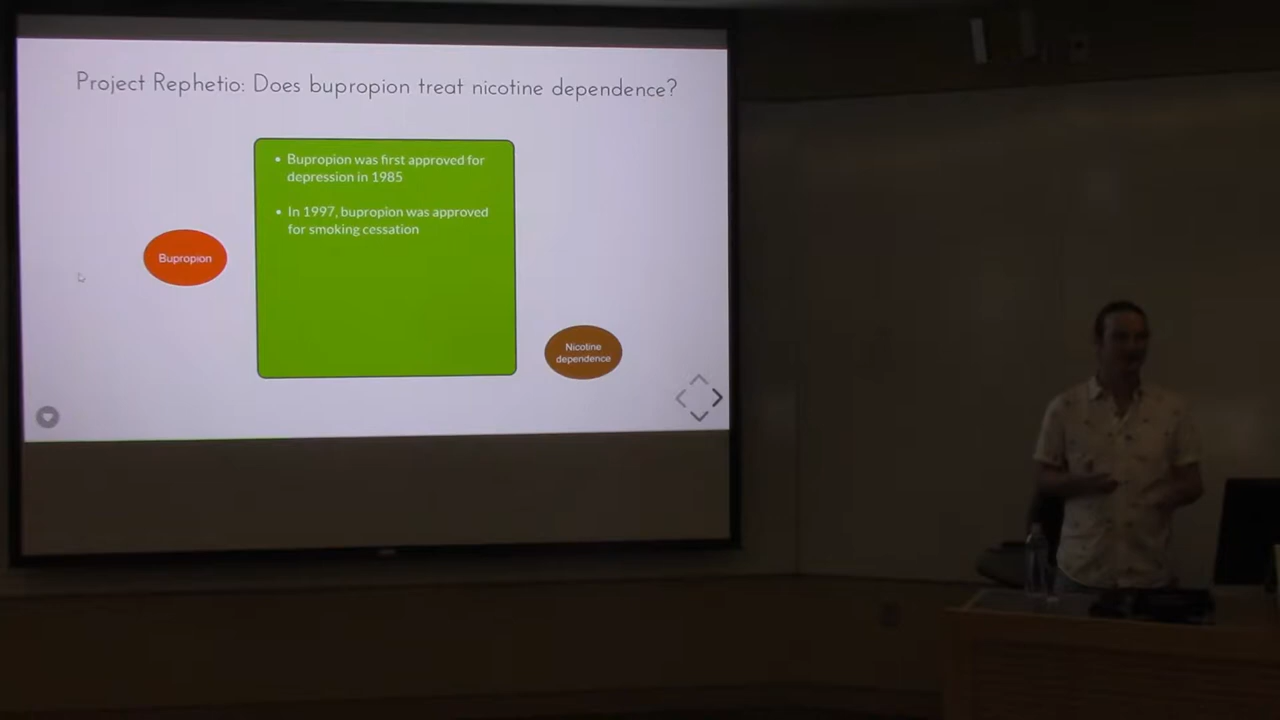 Project Rephetio: Does bupropion treat nicotine dependence?
• Bupropion was first approved for
depression in 1985
• In 1997, bupropion was approved
for smoking cessation
Bupropion
Nicotine
dependence